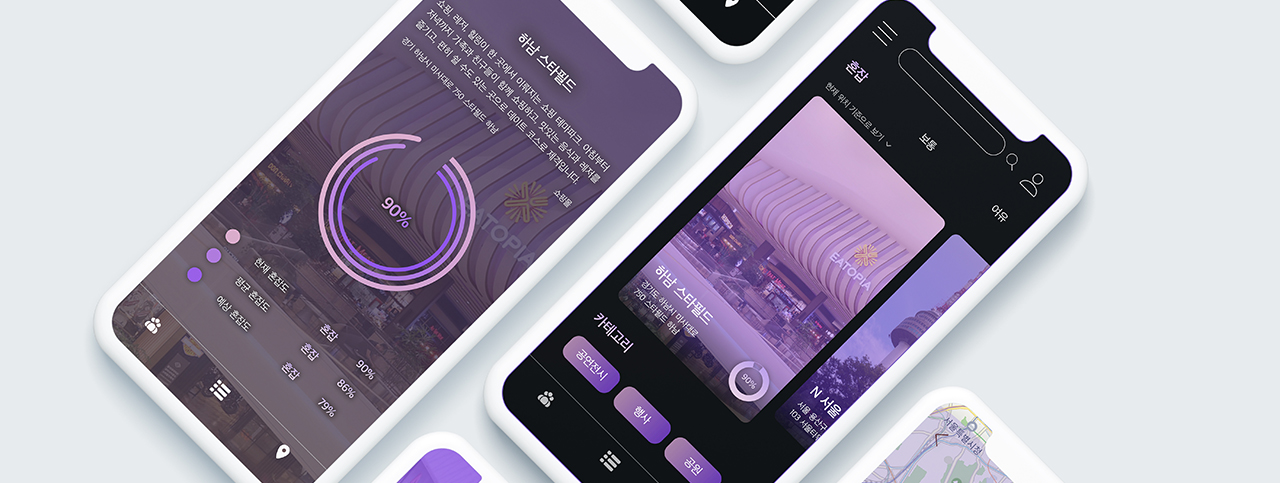 하남 스타필드
쇼핑, 레저, 힐링이 한 곳에서 이뤄지는 쇼핑 테마파크. 아침부터
저녁까지 가족과 친구들이 함께 쇼핑하고, 맛있는 음식과 레저를
즐기고, 편히 쉴 수도 있는 곳으로 데이트 코스로 제격입니다.
경기 하남시 미사대로 750 스타필드 하남
쇼핑몰
EATOPIA
90%
현재 혼잡도 혼잡 90%
평균 혼잡도 혼잡 86%
예상 혼잡도 혼잡 79%
혼잡
보통
여유
현재 위치 기준으로 보기
EATOPIA
하남 스타필드
경기도 하남시 미사대로
750 스타필드 하남
90%
N 서울
서울 용산구
103 서울타워
카테고리
공연전시
행사
공원
서울특별시청